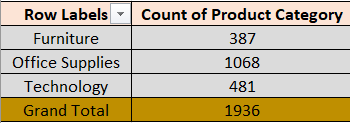 Row Labels Count of Product Category
Furniture 387
Office Supplies 1068
Technology 481
Grand Total 1936